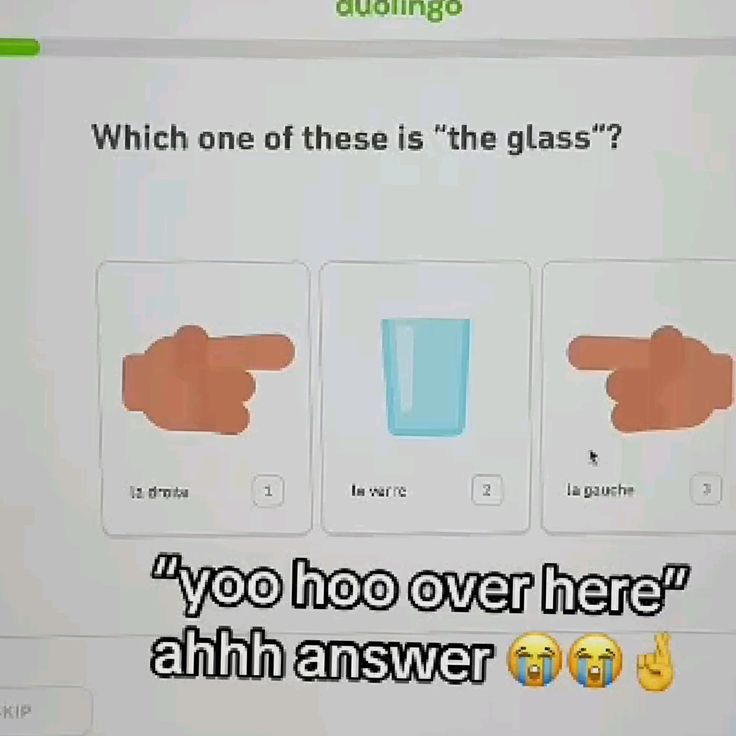 duolingo
Which one of these is "the glass"?
la droite 1
le verre 2
la gauche 3
"yoo hoo over here"
ahhh answer 😭😭🤞
SKIP